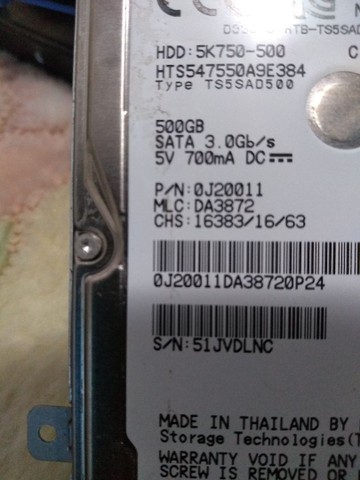 HDD: 5K750-500 C
HTS547550A9E384
Type TS5SAD500
500GB
SATA 3.0Gb/s
5V 700mA DC
P/N: 0J20011
MLC: DA3872
CHS: 16383/16/63
0J20011DA38720P24
S/N: 51JVDLNC
MADE IN THAILAND BY
Storage Technologies(T
WARRANTY VOID IF ANY
SCREW IS REMOVED OR